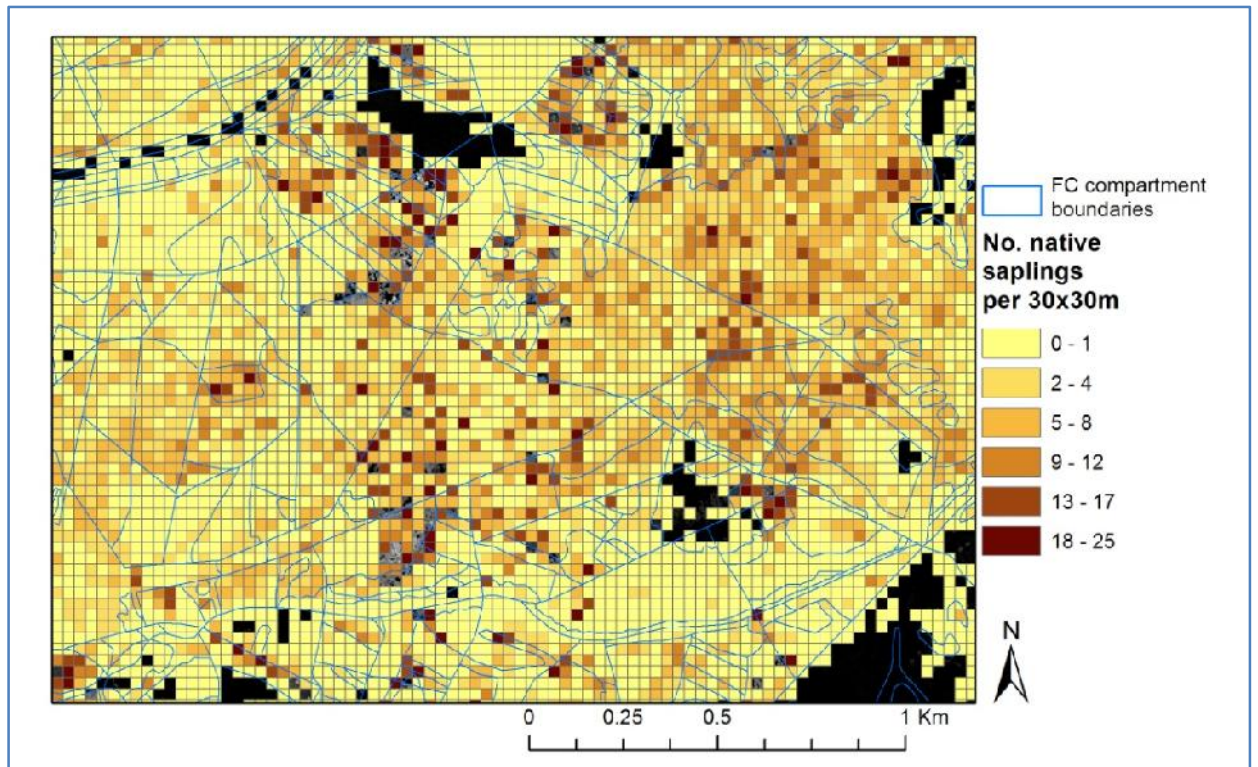 FC compartment
boundaries
No. native
saplings
per 30x30m
0 - 1
2 - 4
5 - 8
9 - 12
13 - 17
18 - 25
N
0 0.25 0.5 1 Km